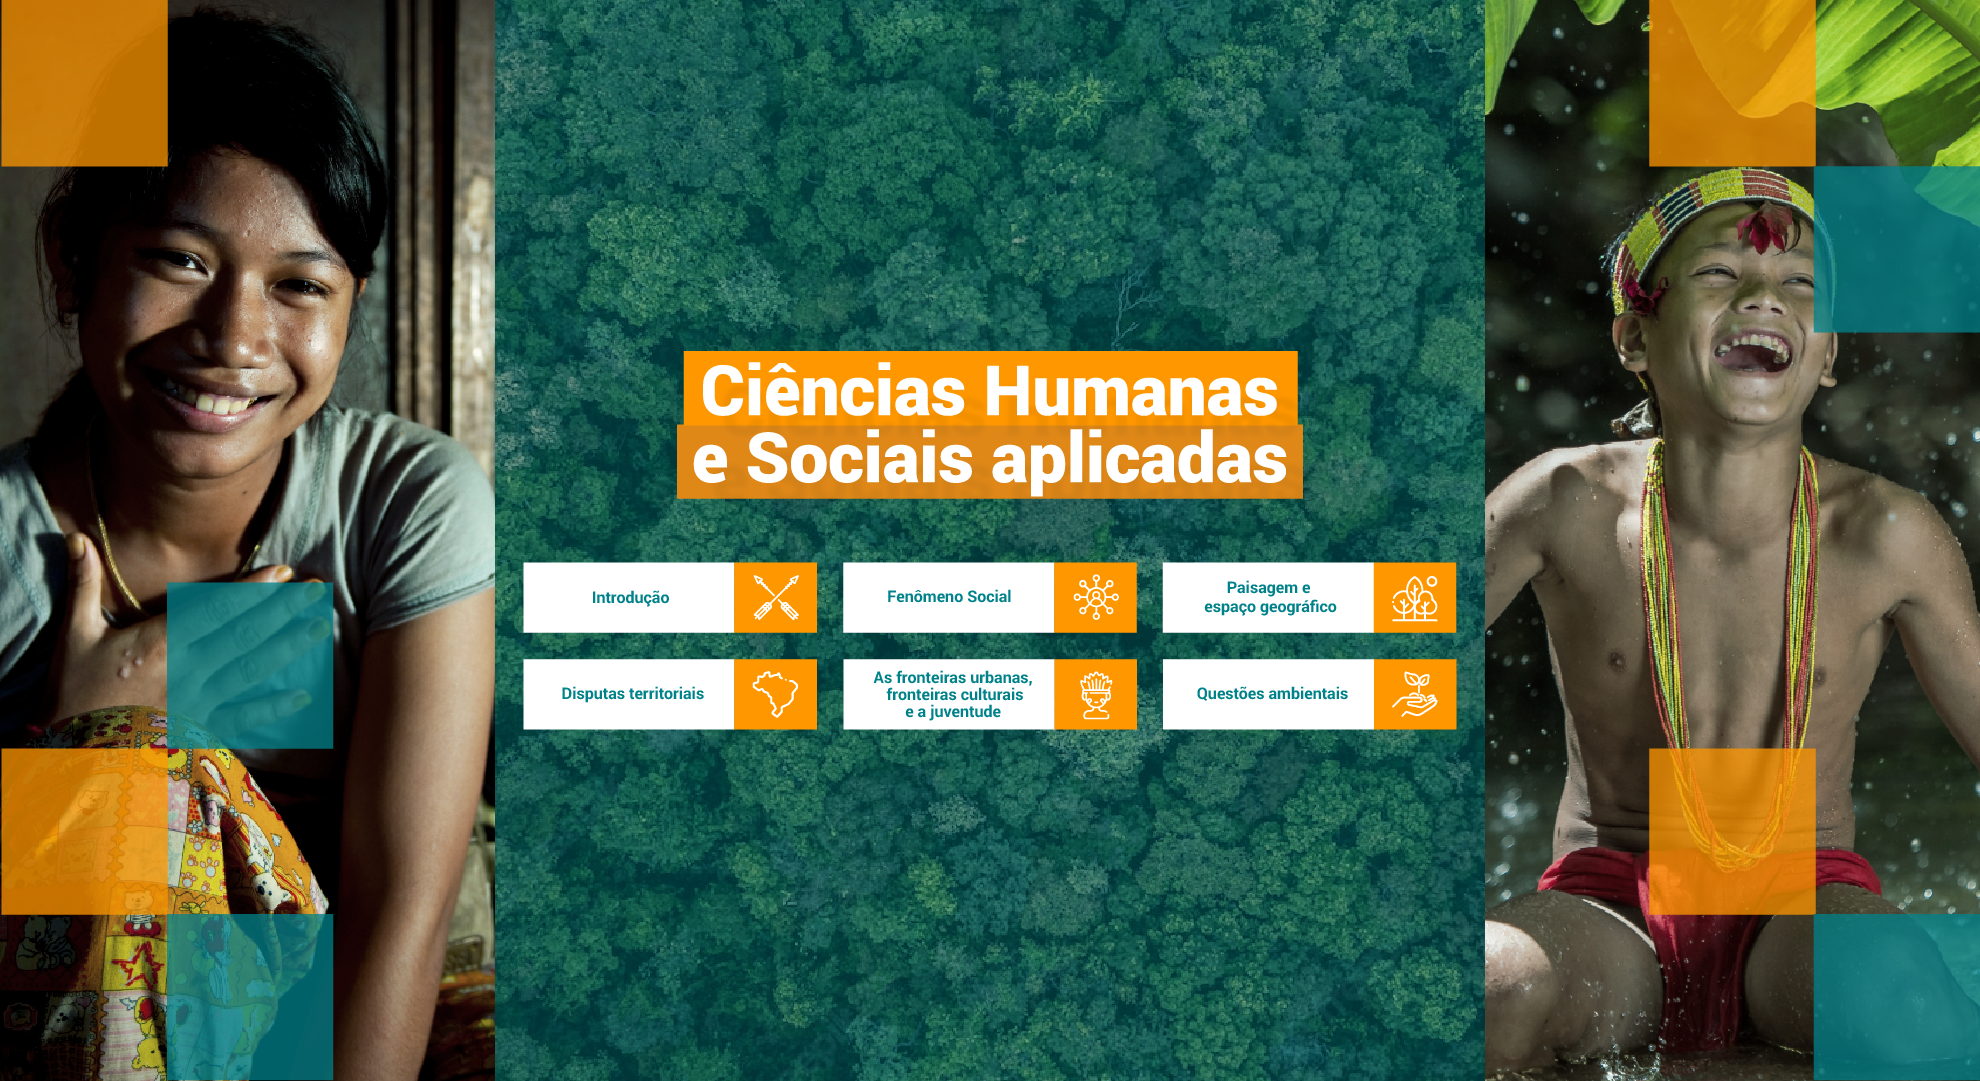 Ciências Humanas
e Sociais aplicadas
Introdução
Fenômeno Social
Paisagem e
espaço geográfico
Disputas territoriais
As fronteiras urbanas,
fronteiras culturais
e a juventude
Questões ambientais